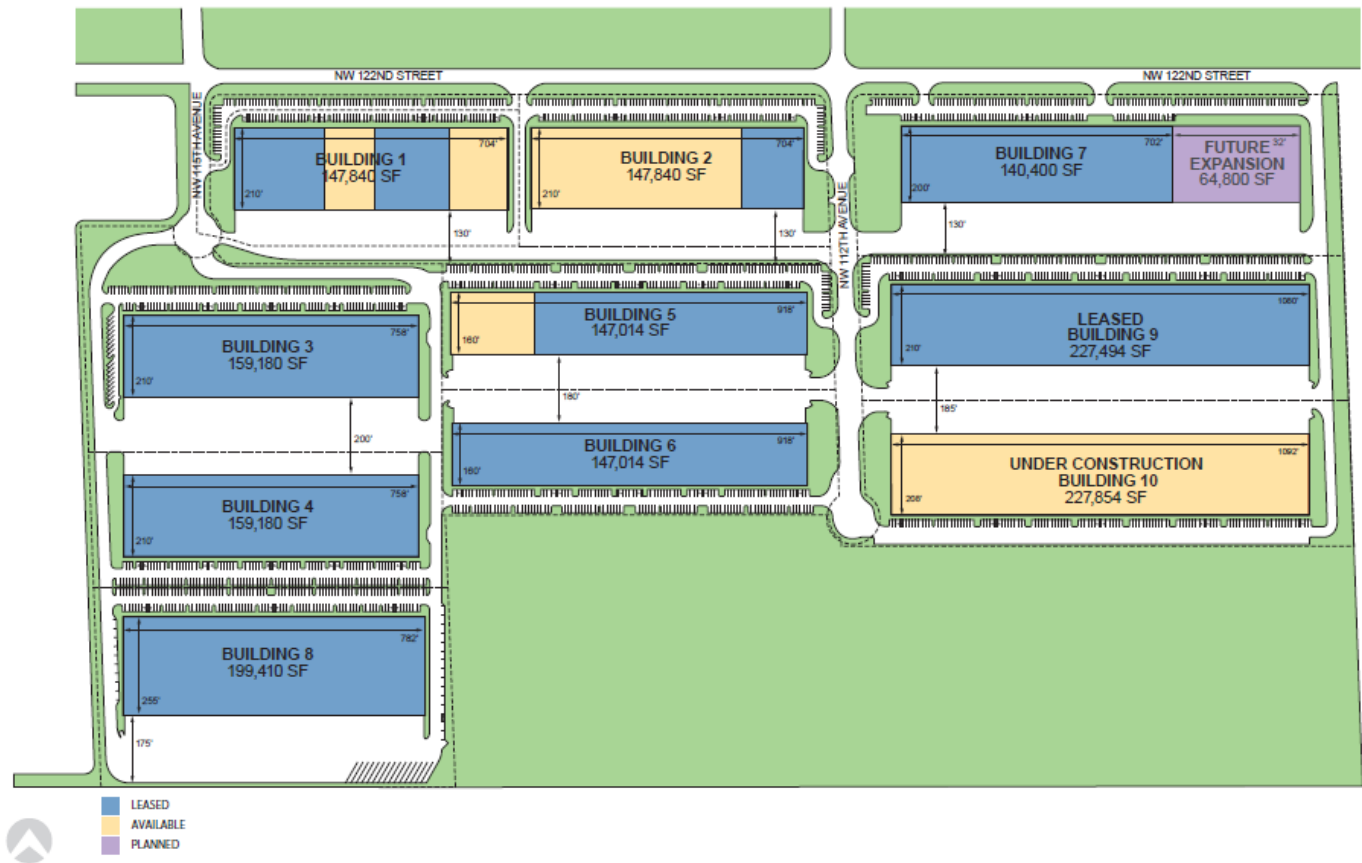 NW 122ND STREET
NW 122ND STREET
NW 115TH AVENUE
704'
BUILDING 1
147,840 SF
210'
130'
704'
BUILDING 2
147,840 SF
210'
130'
NW 112TH AVENUE
702'
BUILDING 7
140,400 SF
200'
130'
32'
FUTURE
EXPANSION
64,800 SF
758'
BUILDING 3
159,180 SF
210'
200'
918'
BUILDING 5
147,014 SF
160'
180'
1080'
LEASED
BUILDING 9
227,494 SF
210'
185'
918'
BUILDING 6
147,014 SF
160'
1092'
UNDER CONSTRUCTION
BUILDING 10
227,854 SF
208'
758'
BUILDING 4
159,180 SF
210'
782'
BUILDING 8
199,410 SF
255'
175'
LEASED
AVAILABLE
PLANNED